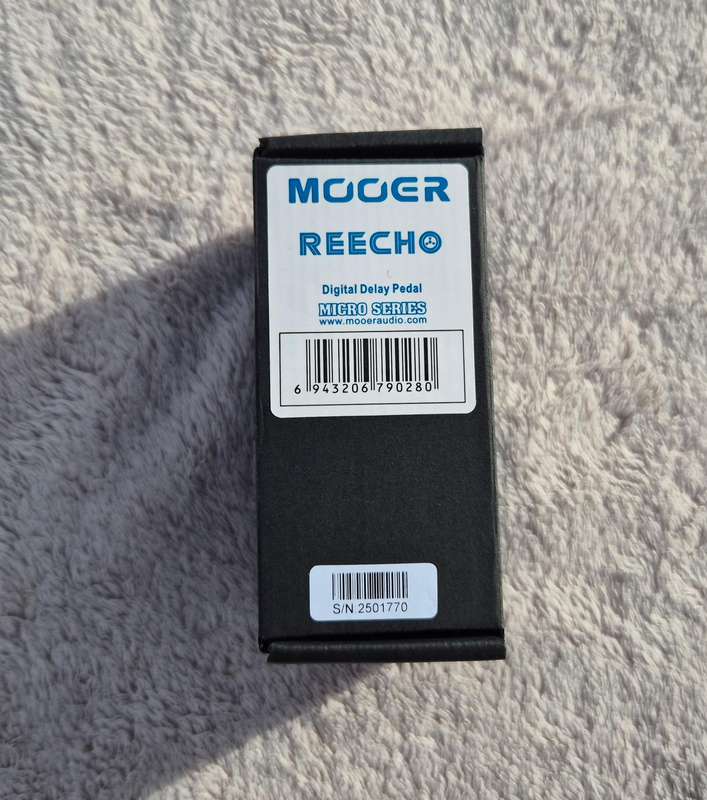 MOOER
REECHO
Digital Delay Pedal
MICRO SERIES
www.mooeraudio.com
6 943206 790280
S/N 2501770